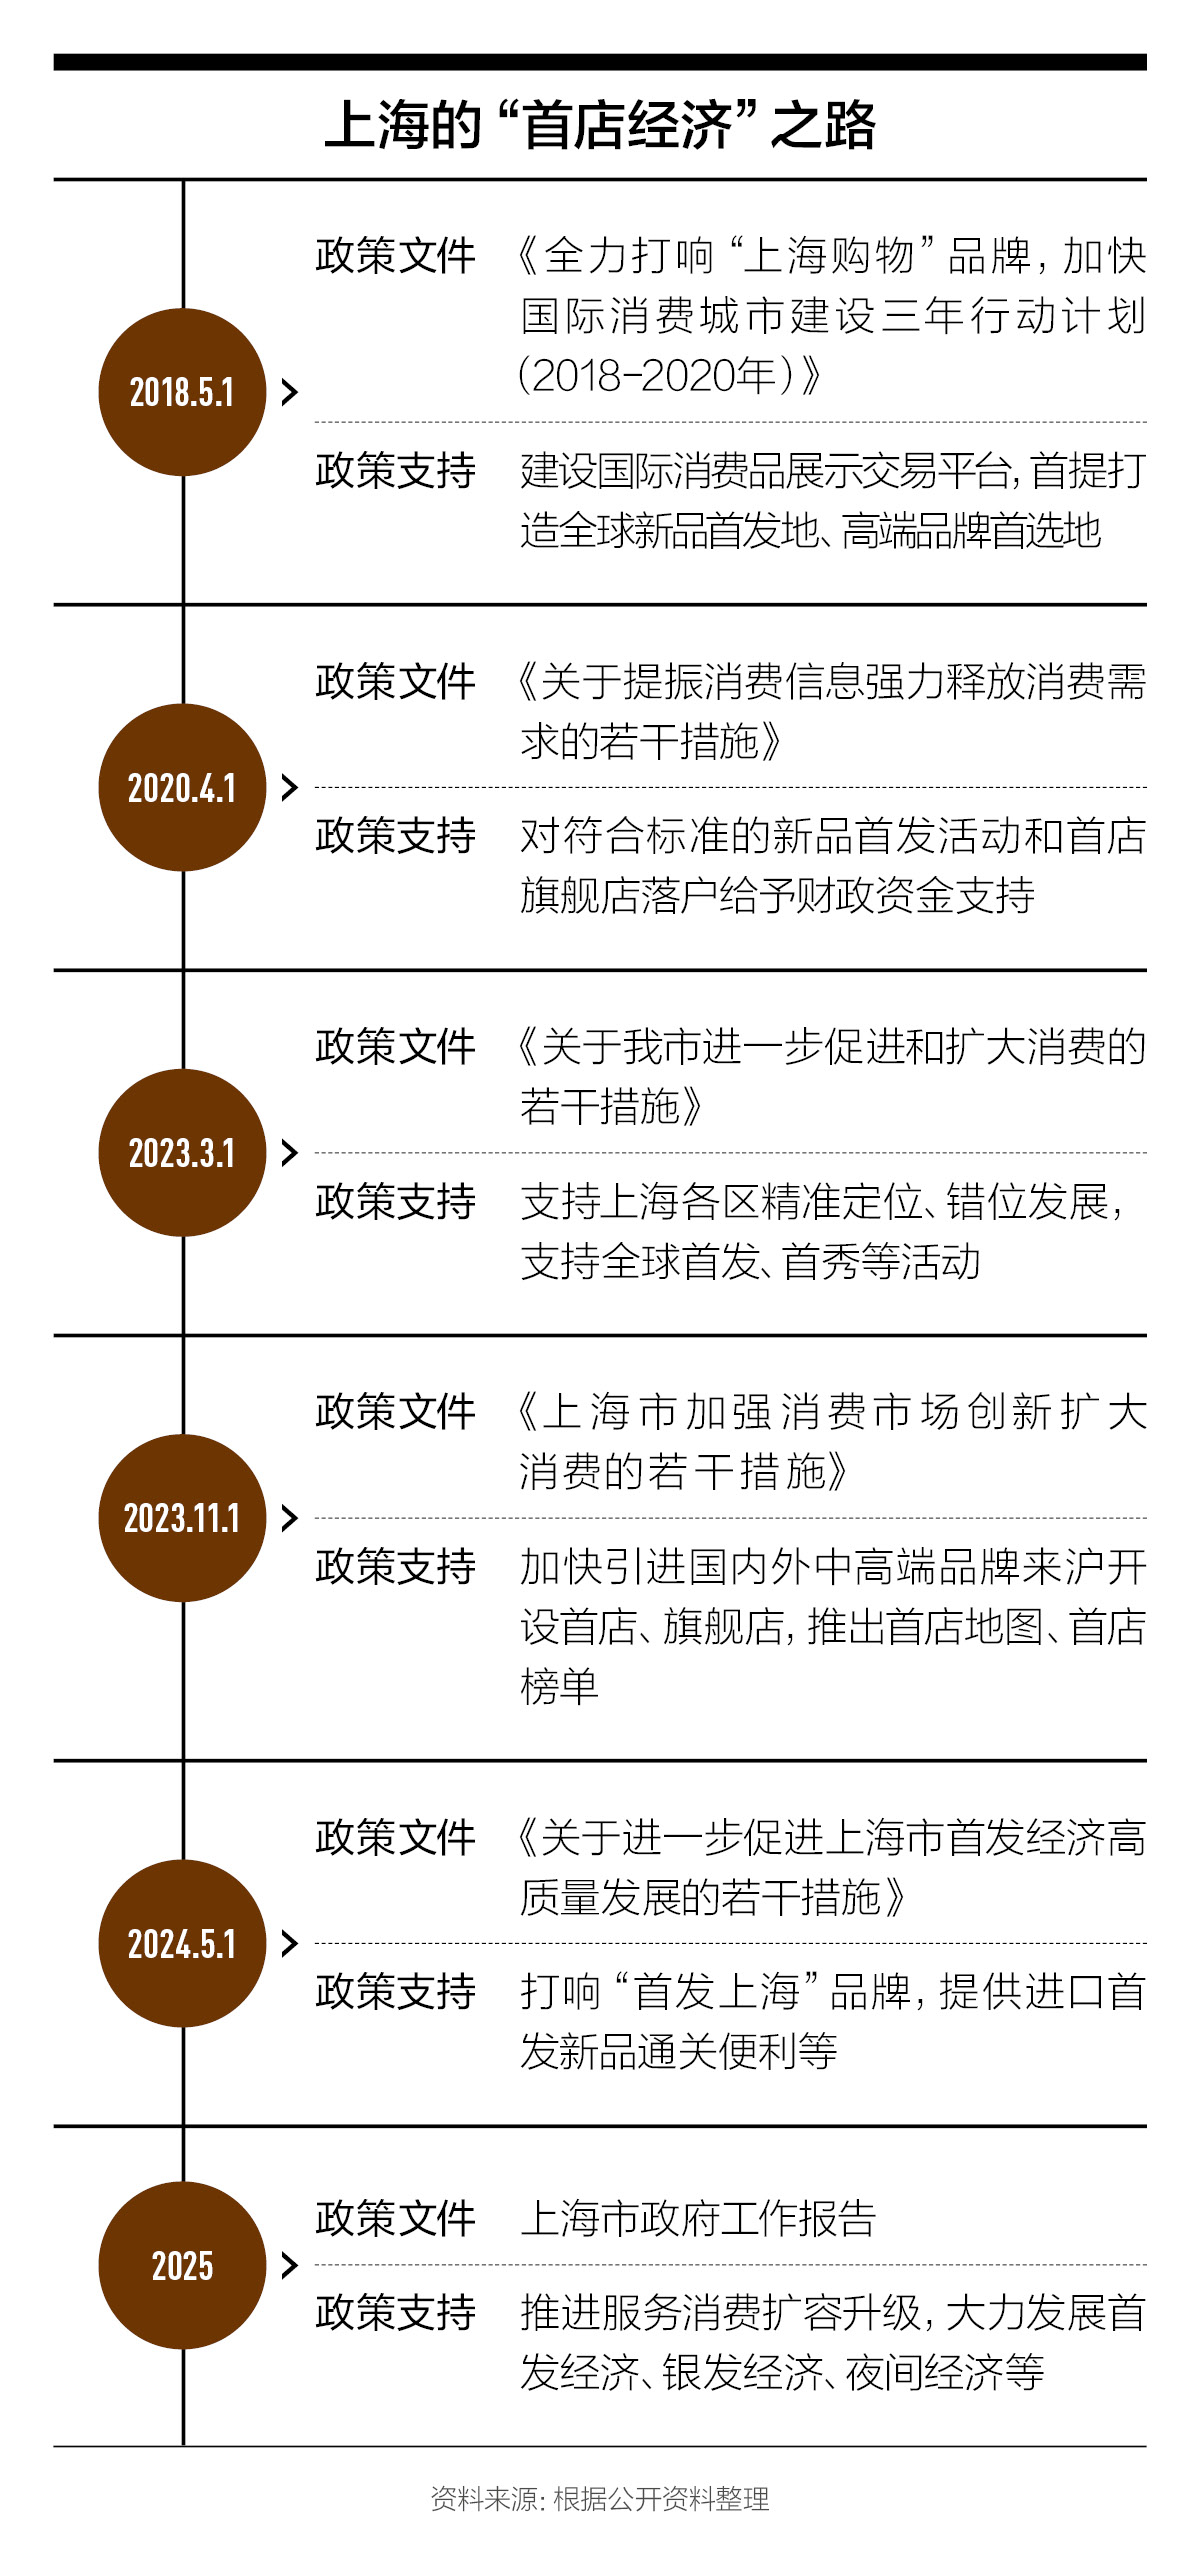 上海的“首店经济”之路
政策文件 《全力打响“上海购物”品牌，加快
国际消费城市建设三年行动计划
（2018-2020年）》
2018.5.1
政策支持 建设国际消费品展示交易平台，首提打
造全球新品首发地、高端品牌首选地
政策文件 《关于提振消费信息强力释放消费需
求的若干措施》
2020.4.1
政策支持 对符合标准的新品首发活动和首店
旗舰店落户给予财政资金支持
政策文件 《关于我市进一步促进和扩大消费的
若干措施》
2023.3.1
政策支持 支持上海各区精准定位、错位发展，
支持全球首发、首秀等活动
政策文件 《上海市加强消费市场创新扩大
消费的若干措施》
2023.11.1
政策支持 加快引进国内外中高端品牌来沪开
设首店、旗舰店，推出首店地图、首店
榜单
政策文件 《关于进一步促进上海市首发经济高
质量发展的若干措施》
2024.5.1
政策支持 打响“首发上海”品牌，提供进口首
发新品通关便利等
政策文件 上海市政府工作报告
2025
政策支持 推进服务消费扩容升级，大力发展首
发经济、银发经济、夜间经济等
资料来源：根据公开资料整理